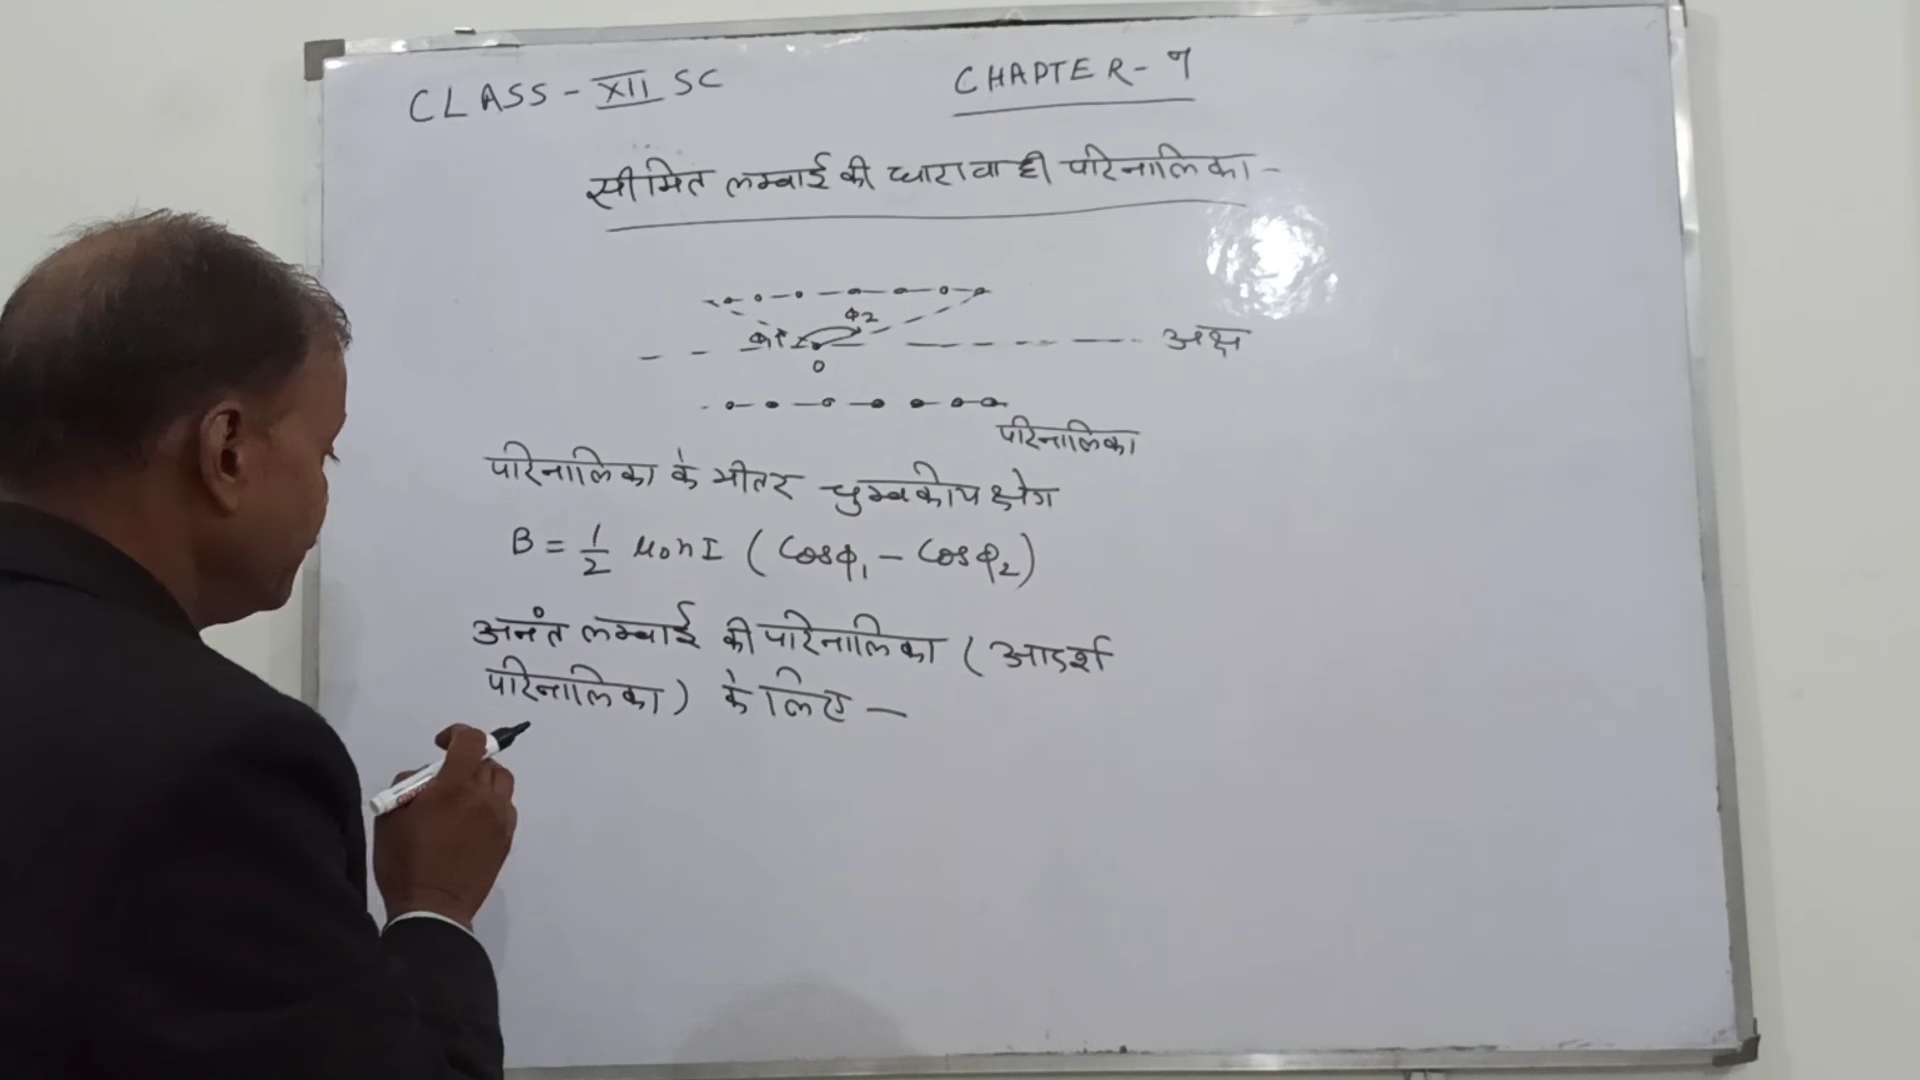 CLASS - XII SC
CHAPTER - 7
सीमित लम्बाई की धारावाही परिनालिका -
Φ2
Φ1
अक्ष
O
परिनालिका
परिनालिका के भीतर चुम्बकीय क्षेत्र
B = 1/2 μ0nI (Cosφ1 - Cosφ2)
अनंत लम्बाई की परिनालिका (आदर्श
परिनालिका) के लिए -